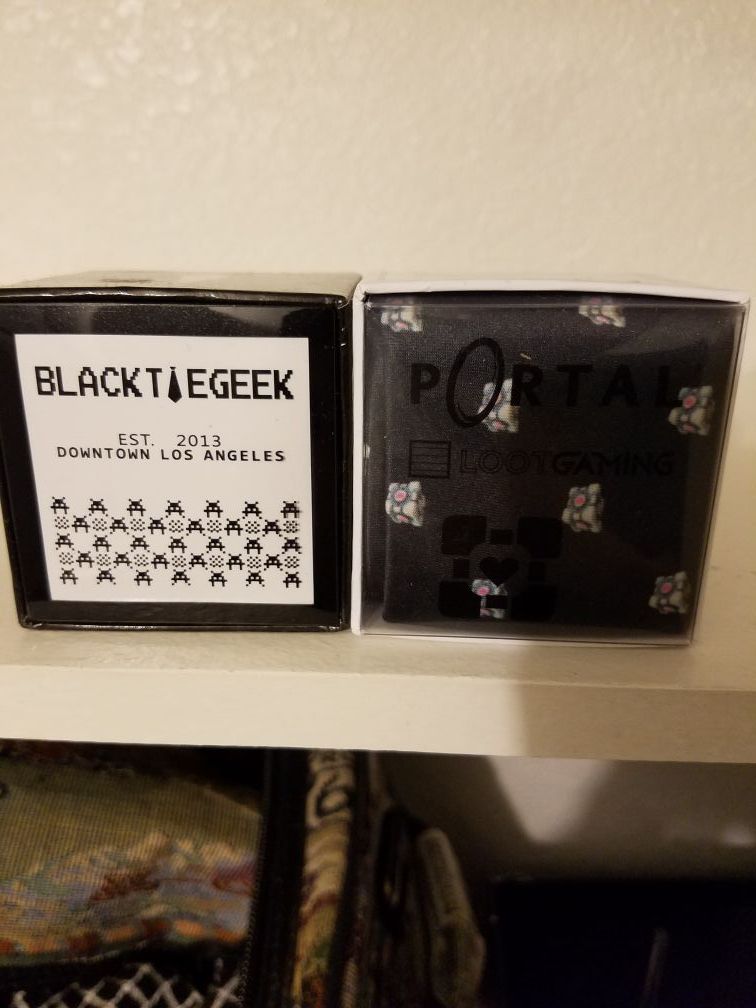 BLACKTIEGEEK
EST. 2013
DOWNTOWN LOS ANGELES
PORTAL
LOOTGAMING